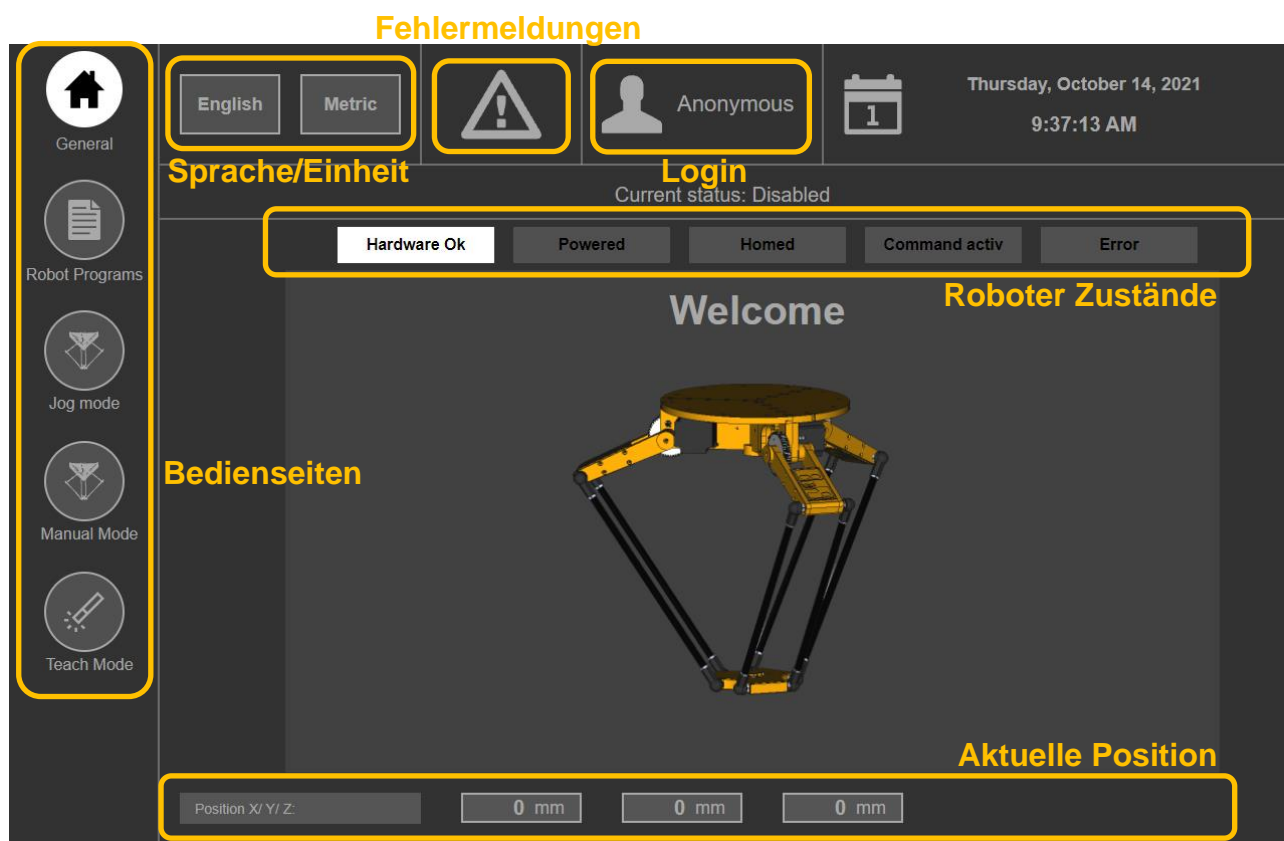 Fehlermeldungen
English
Metric
Anonymous
1
Thursday, October 14, 2021
9:37:13 AM
General
Sprache/Einheit
Login
Current status: Disabled
Hardware Ok
Powered
Homed
Command activ
Error
Robot Programs
Roboter Zustände
Welcome
Jog mode
Bedienseiten
Manual Mode
Teach Mode
Aktuelle Position
Position X/ Y/ Z:
0 mm
0 mm
0 mm